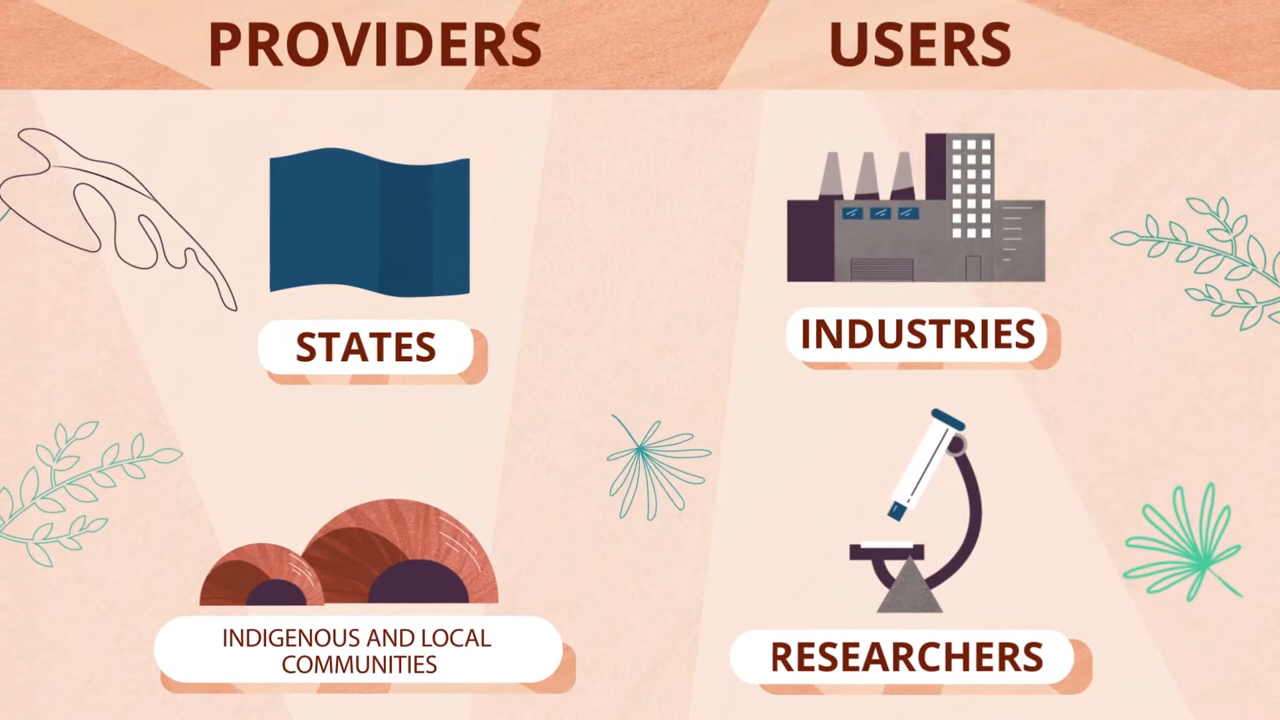 PROVIDERS
USERS
STATES
INDUSTRIES
INDIGENOUS AND LOCAL
COMMUNITIES
RESEARCHERS